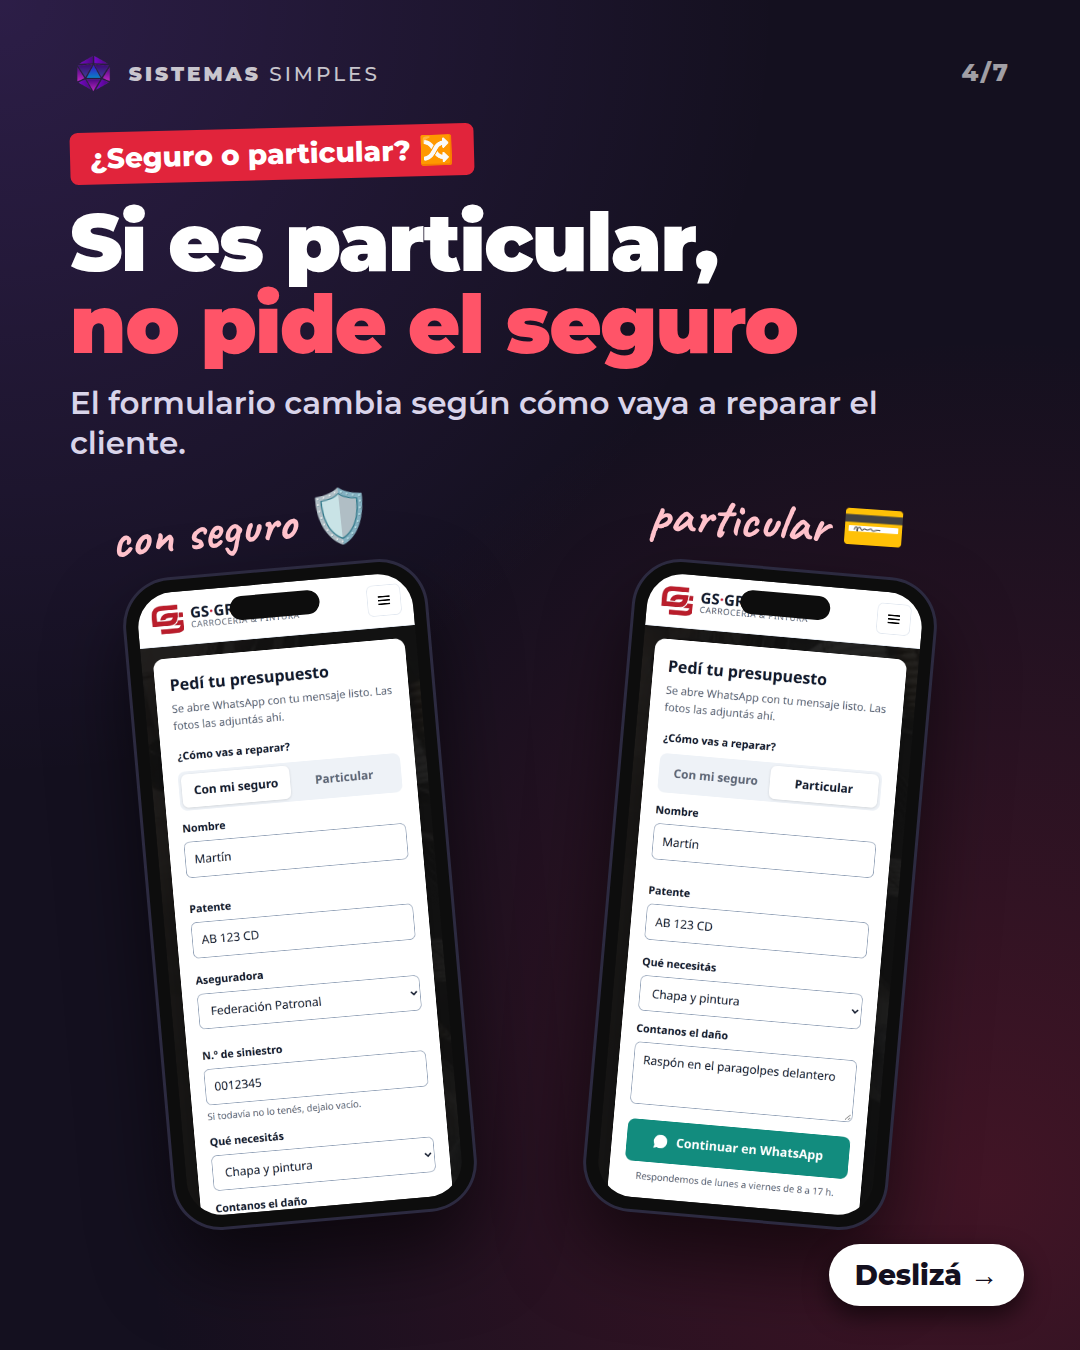 SISTEMAS SIMPLES
4/7
¿Seguro o particular? 🔀
Si es particular,
no pide el seguro
El formulario cambia según cómo vaya a reparar el
cliente.
con seguro 🛡️
GS·GR
CARROCERÍA & PINTURA
Pedí tu presupuesto
Se abre WhatsApp con tu mensaje listo. Las
fotos las adjuntás ahí.
¿Cómo vas a reparar?
Con mi seguro Particular
Nombre
Martín
Patente
AB 123 CD
Aseguradora
Federación Patronal
N.º de siniestro
0012345
Si todavía no lo tenés, dejalo vacío.
Qué necesitás
Chapa y pintura
Contanos el daño
particular 💳
GS·GR
CARROCERÍA & PINTURA
Pedí tu presupuesto
Se abre WhatsApp con tu mensaje listo. Las
fotos las adjuntás ahí.
¿Cómo vas a reparar?
Con mi seguro Particular
Nombre
Martín
Patente
AB 123 CD
Qué necesitás
Chapa y pintura
Contanos el daño
Raspón en el paragolpes delantero
Continuar en WhatsApp
Respondemos de lunes a viernes de 8 a 17 h.
Deslizá →